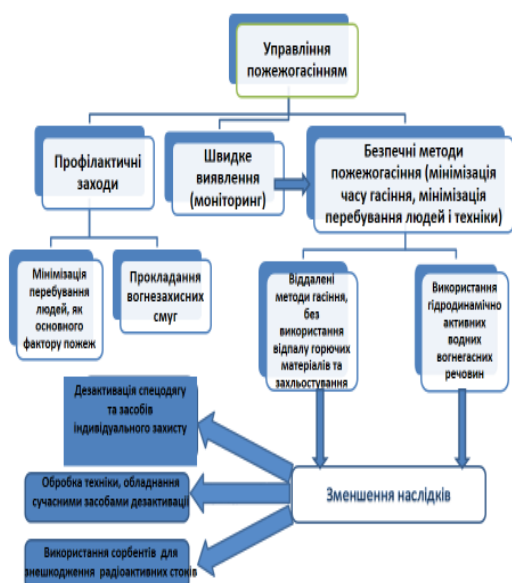 Управління
пожежогасінням
Профілактичні
заходи
Швидке
виявлення
(моніторинг)
Безпечні методи
пожежогасіння (мінімізація
часу гасіння, мінімізація
перебування людей і техніки)
Мінімізація
перебування
людей, як
основного
фактору пожеж
Прокладання
вогнезахисних
смуг
Віддалені
методи гасіння,
без
використання
відпалу горючих
матеріалів та
захльостування
Використання
гідродинамічно
активних
водних
вогнегасних
речовин
Дезактивація спецодягу
та засобів
індивідуального захисту
Обробка техніки, обладнання
сучасними засобами дезактивації
Використання сорбентів для
знешкодження радіоактивних стоків
Зменшення наслідків